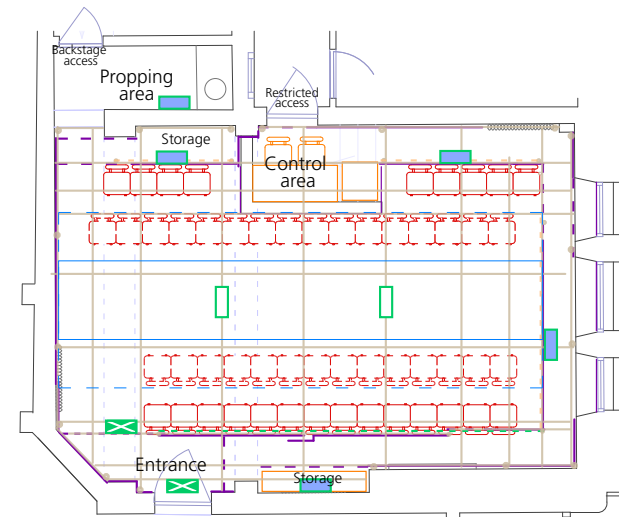 Backstage
access
Propping
area
Restricted
access
Storage
Control
area
Entrance
Storage